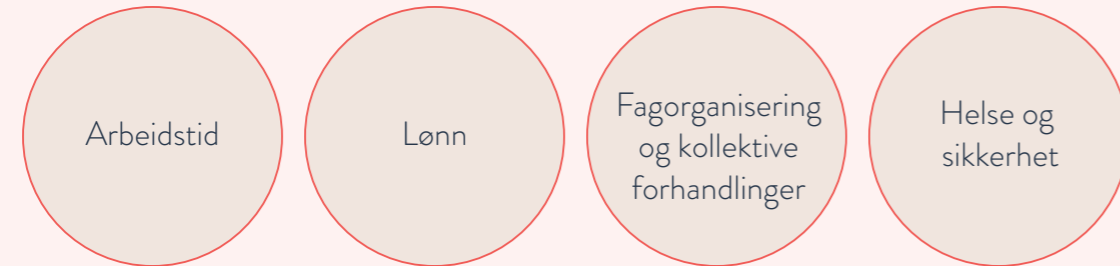 Arbeidstid
Lønn
Fagorganisering
og kollektive
forhandlinger
Helse og
sikkerhet